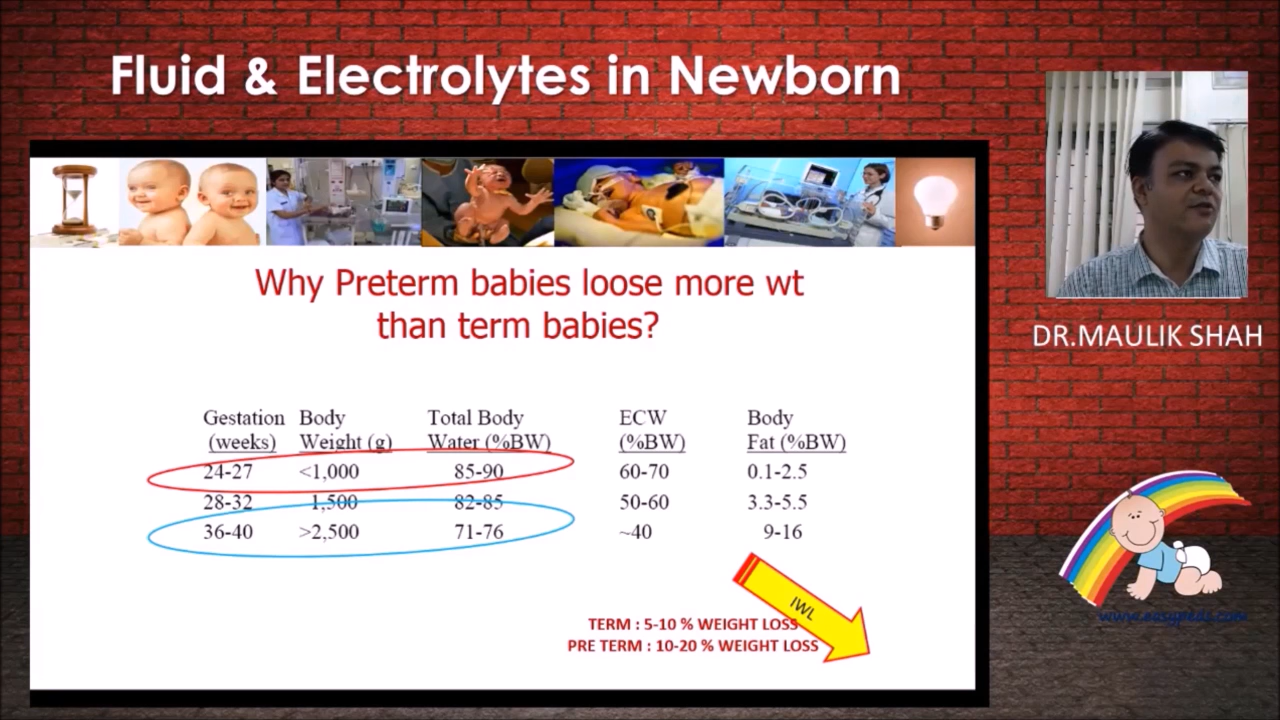 Fluid & Electrolytes in Newborn
Why Preterm babies loose more wt
than term babies?
DR.MAULIK SHAH
Gestation Body Total Body ECW Body
(weeks) Weight (g) Water (%BW) (%BW) Fat (%BW)
24-27 <1,000 85-90 60-70 0.1-2.5
28-32 1,500 82-85 50-60 3.3-5.5
36-40 >2,500 71-76 ~40 9-16
IWL
TERM : 5-10 % WEIGHT LOSS
PRE TERM : 10-20 % WEIGHT LOSS
www.easypeds.com